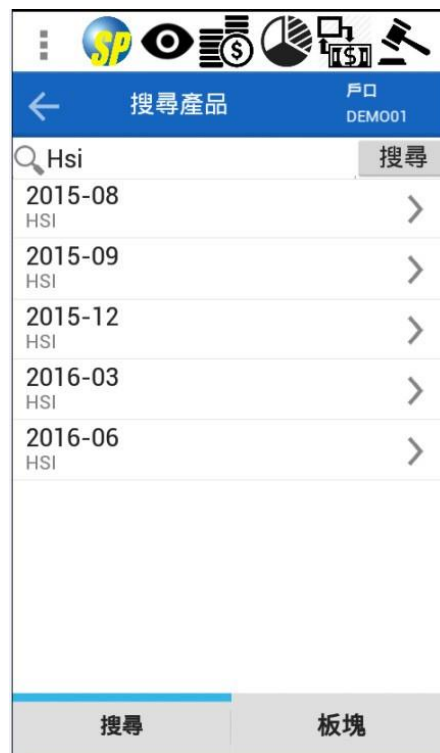 SP
$
$
搜尋產品
戶口
DEMO01
Hsi
搜尋
2015-08
HSI
2015-09
HSI
2015-12
HSI
2016-03
HSI
2016-06
HSI
搜尋
板塊